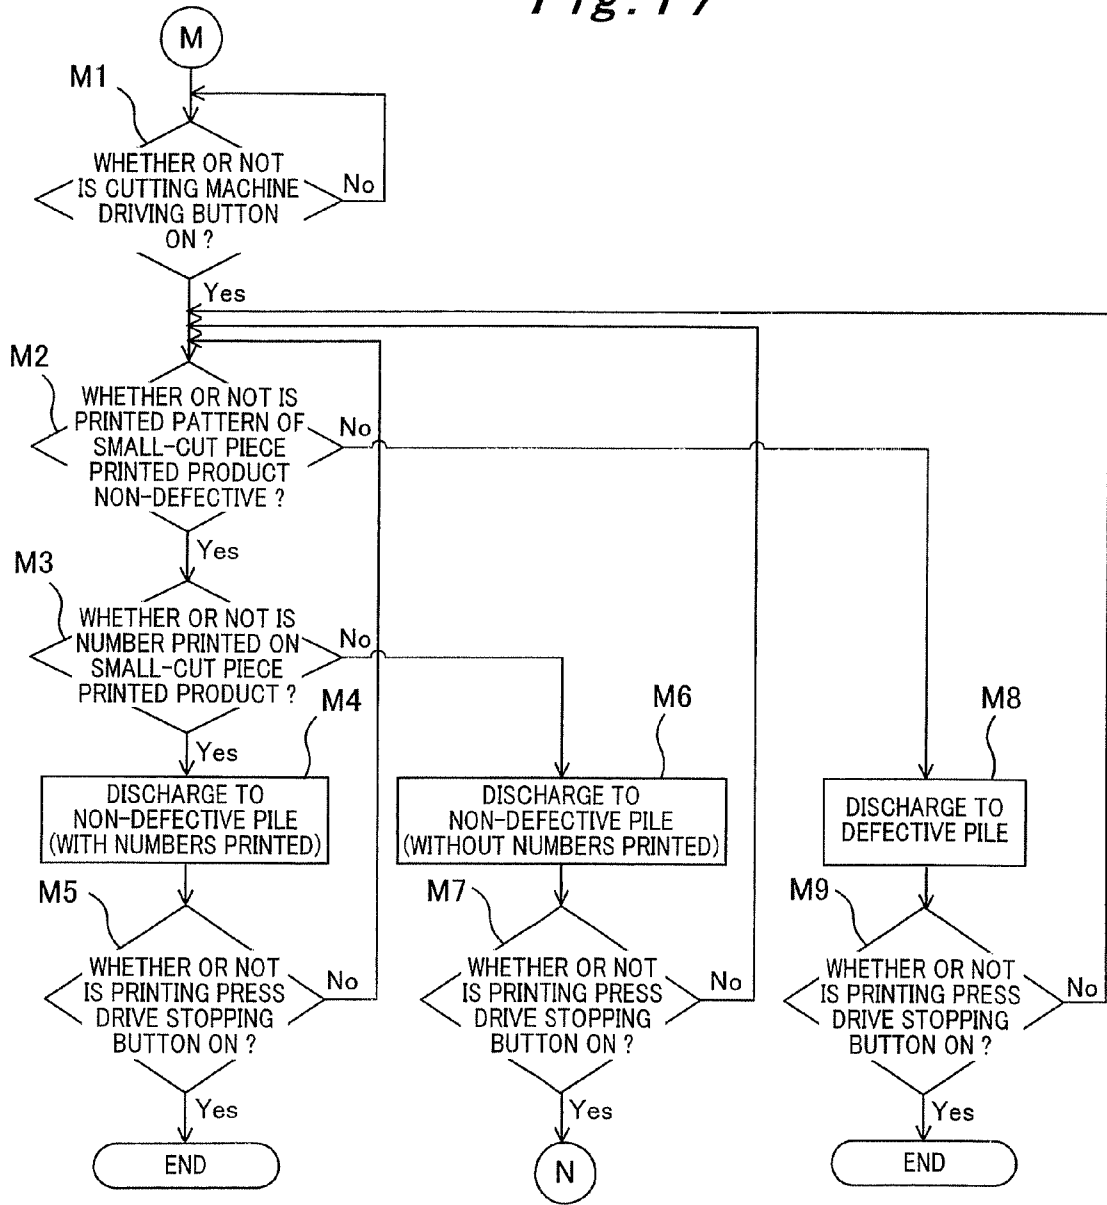 Fig.17
M
M1
WHETHER OR NOT
IS CUTTING MACHINE
DRIVING BUTTON
ON ?
No
Yes
M2
WHETHER OR NOT IS
PRINTED PATTERN OF
SMALL-CUT PIECE
PRINTED PRODUCT
NON-DEFECTIVE ?
No
Yes
M3
WHETHER OR NOT IS
NUMBER PRINTED ON
SMALL-CUT PIECE
PRINTED PRODUCT ?
No
Yes
M4
DISCHARGE TO
NON-DEFECTIVE PILE
(WITH NUMBERS PRINTED)
M6
DISCHARGE TO
NON-DEFECTIVE PILE
(WITHOUT NUMBERS PRINTED)
M8
DISCHARGE TO
DEFECTIVE PILE
M5
WHETHER OR NOT
IS PRINTING PRESS
DRIVE STOPPING
BUTTON ON ?
No
Yes
END
M7
WHETHER OR NOT
IS PRINTING PRESS
DRIVE STOPPING
BUTTON ON ?
No
Yes
N
M9
WHETHER OR NOT
IS PRINTING PRESS
DRIVE STOPPING
BUTTON ON ?
No
Yes
END